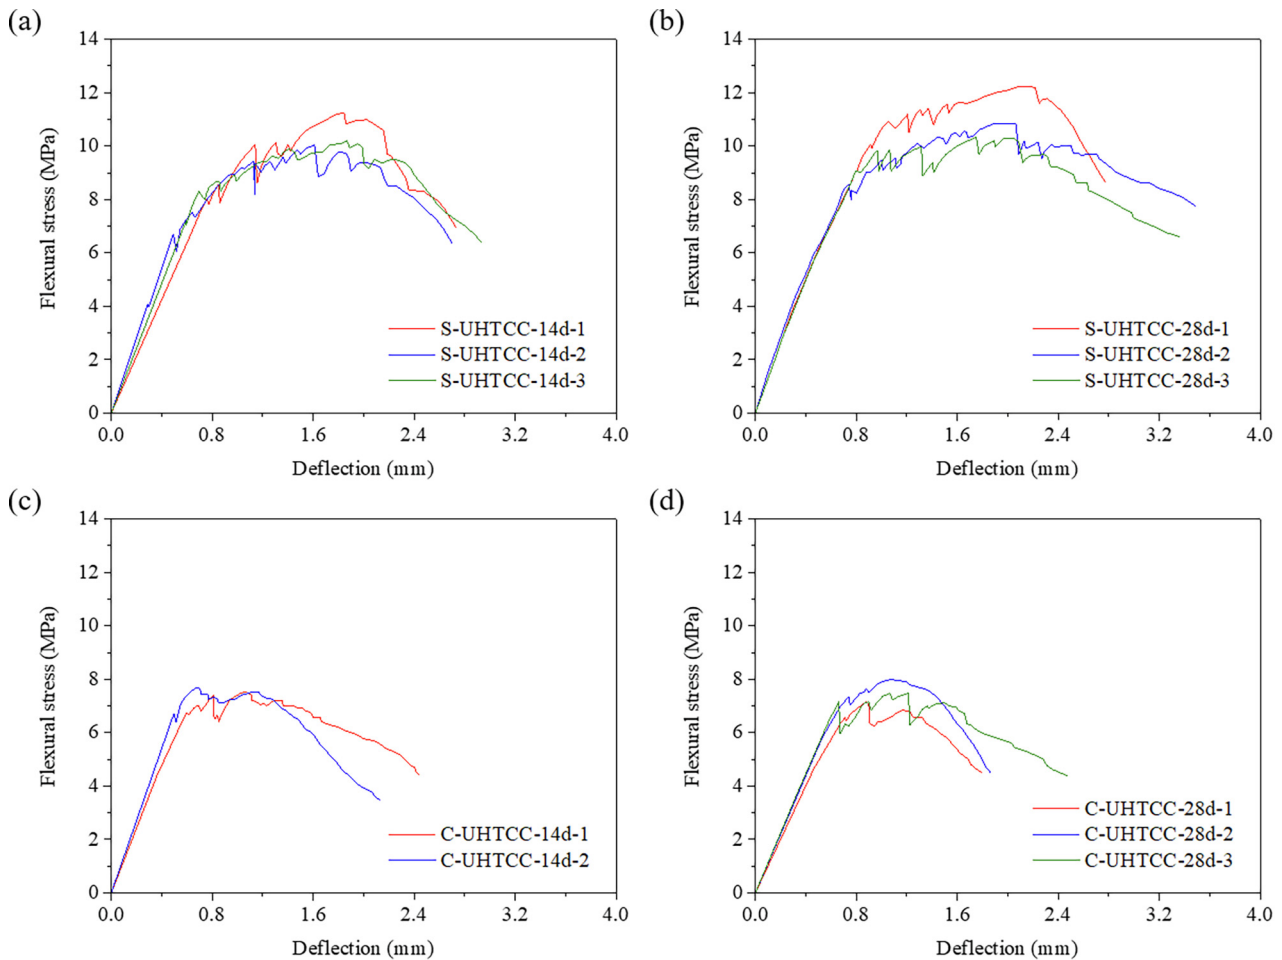 (a)
14
12
10
8
6
4
2
0
Flexural stress (MPa)
S-UHTCC-14d-1
S-UHTCC-14d-2
S-UHTCC-14d-3
0.0 0.8 1.6 2.4 3.2 4.0
Deflection (mm)
(b)
14
12
10
8
6
4
2
0
Flexural stress (MPa)
S-UHTCC-28d-1
S-UHTCC-28d-2
S-UHTCC-28d-3
0.0 0.8 1.6 2.4 3.2 4.0
Deflection (mm)
(c)
14
12
10
8
6
4
2
0
Flexural stress (MPa)
C-UHTCC-14d-1
C-UHTCC-14d-2
0.0 0.8 1.6 2.4 3.2 4.0
Deflection (mm)
(d)
14
12
10
8
6
4
2
0
Flexural stress (MPa)
C-UHTCC-28d-1
C-UHTCC-28d-2
C-UHTCC-28d-3
0.0 0.8 1.6 2.4 3.2 4.0
Deflection (mm)